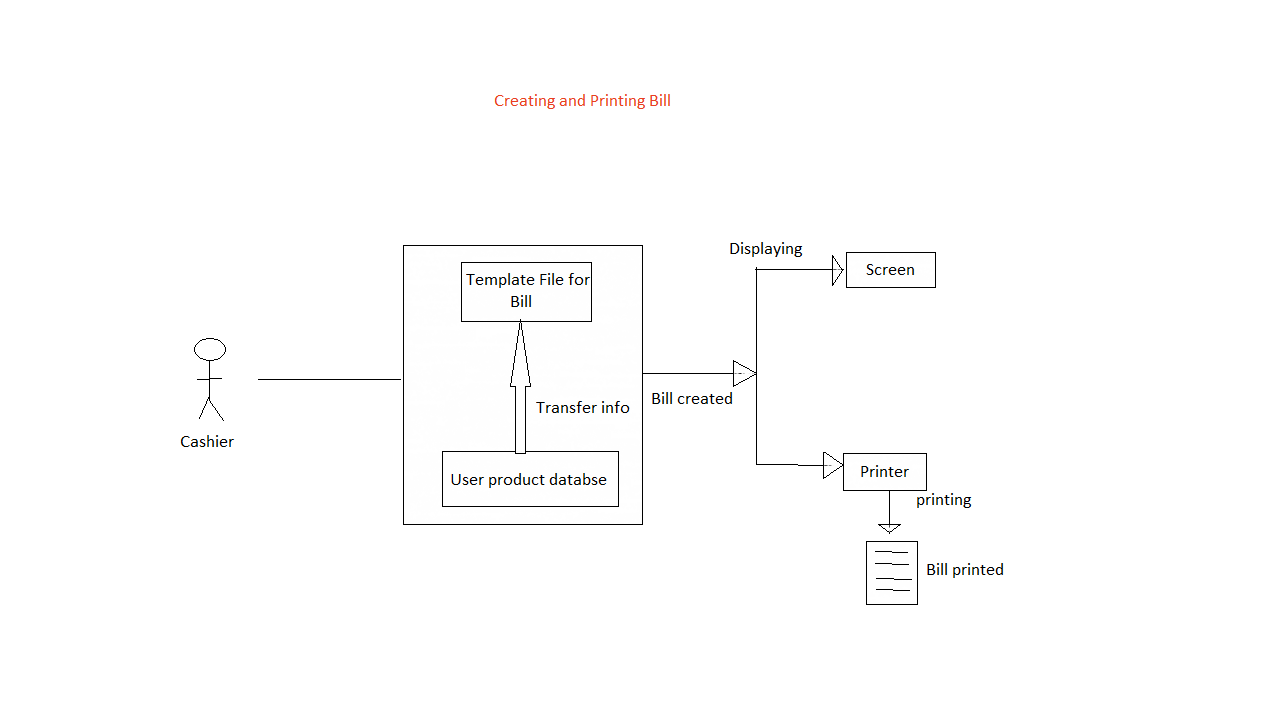 Creating and Printing Bill
Displaying
Screen
Template File for
Bill
Transfer info
Bill created
Cashier
User product databse
Printer
printing
Bill printed